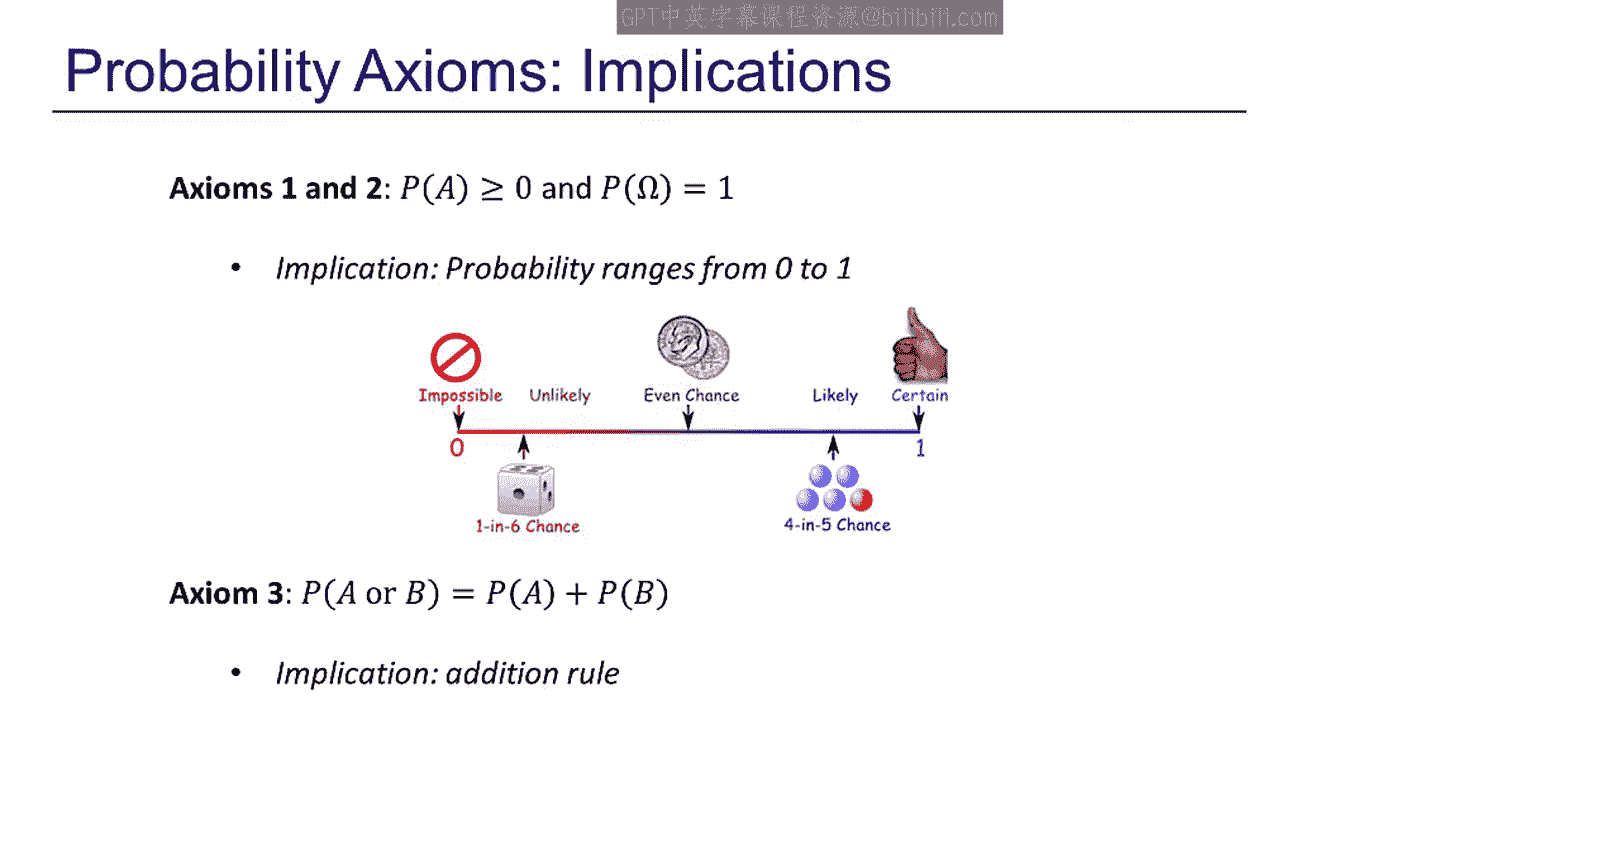 GPT中英字幕课程资源@bilibili.com
Probability Axioms: Implications
Axioms 1 and 2: P(A) ≥ 0 and P(Ω) = 1
• Implication: Probability ranges from 0 to 1
Impossible Unlikely Even Chance Likely Certain
0 1
1-in-6 Chance 4-in-5 Chance
Axiom 3: P(A or B) = P(A) + P(B)
• Implication: addition rule